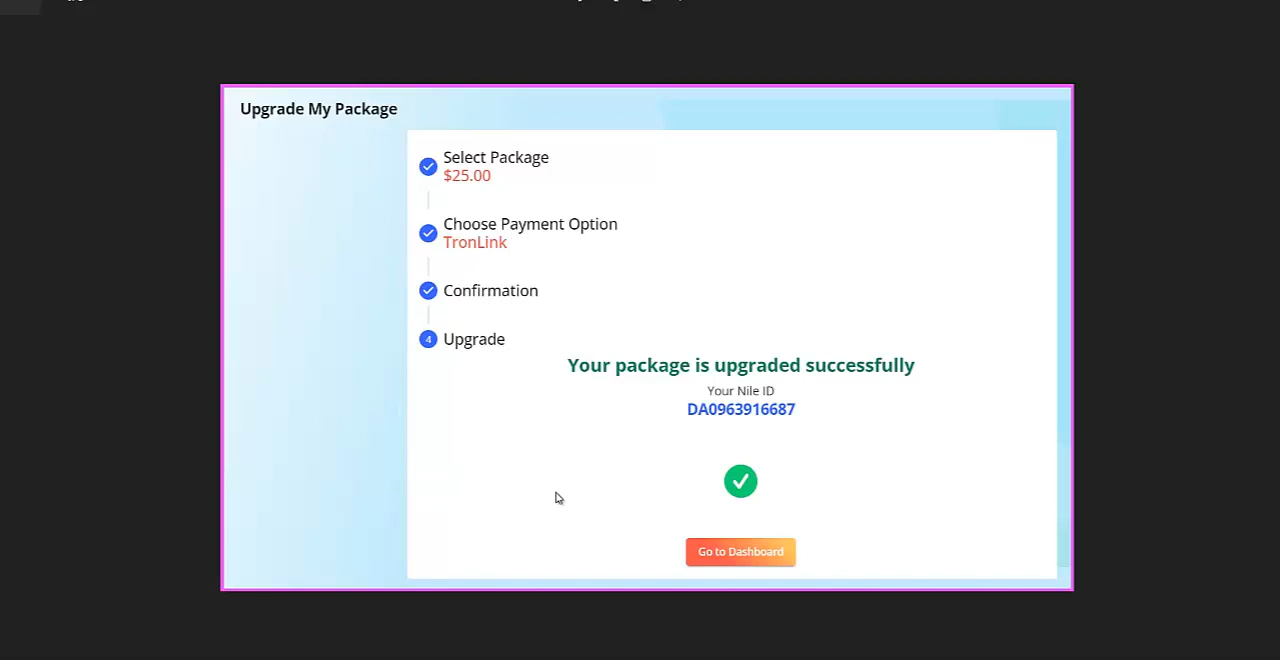 Upgrade My Package
Select Package
$25.00
Choose Payment Option
TronLink
Confirmation
4 Upgrade
Your package is upgraded successfully
Your Nile ID
DA0963916687
Go to Dashboard